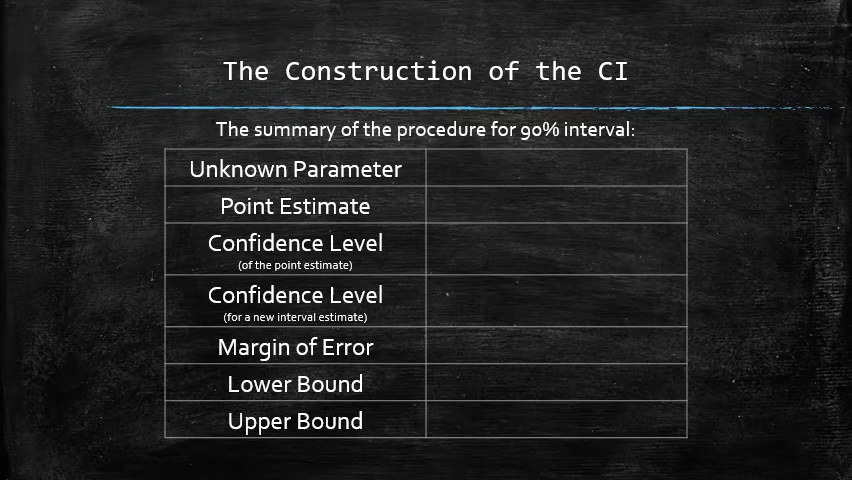 The Construction of the CI
The summary of the procedure for 90% interval:
Unknown Parameter
Point Estimate
Confidence Level
(of the point estimate)
Confidence Level
(for a new interval estimate)
Margin of Error
Lower Bound
Upper Bound